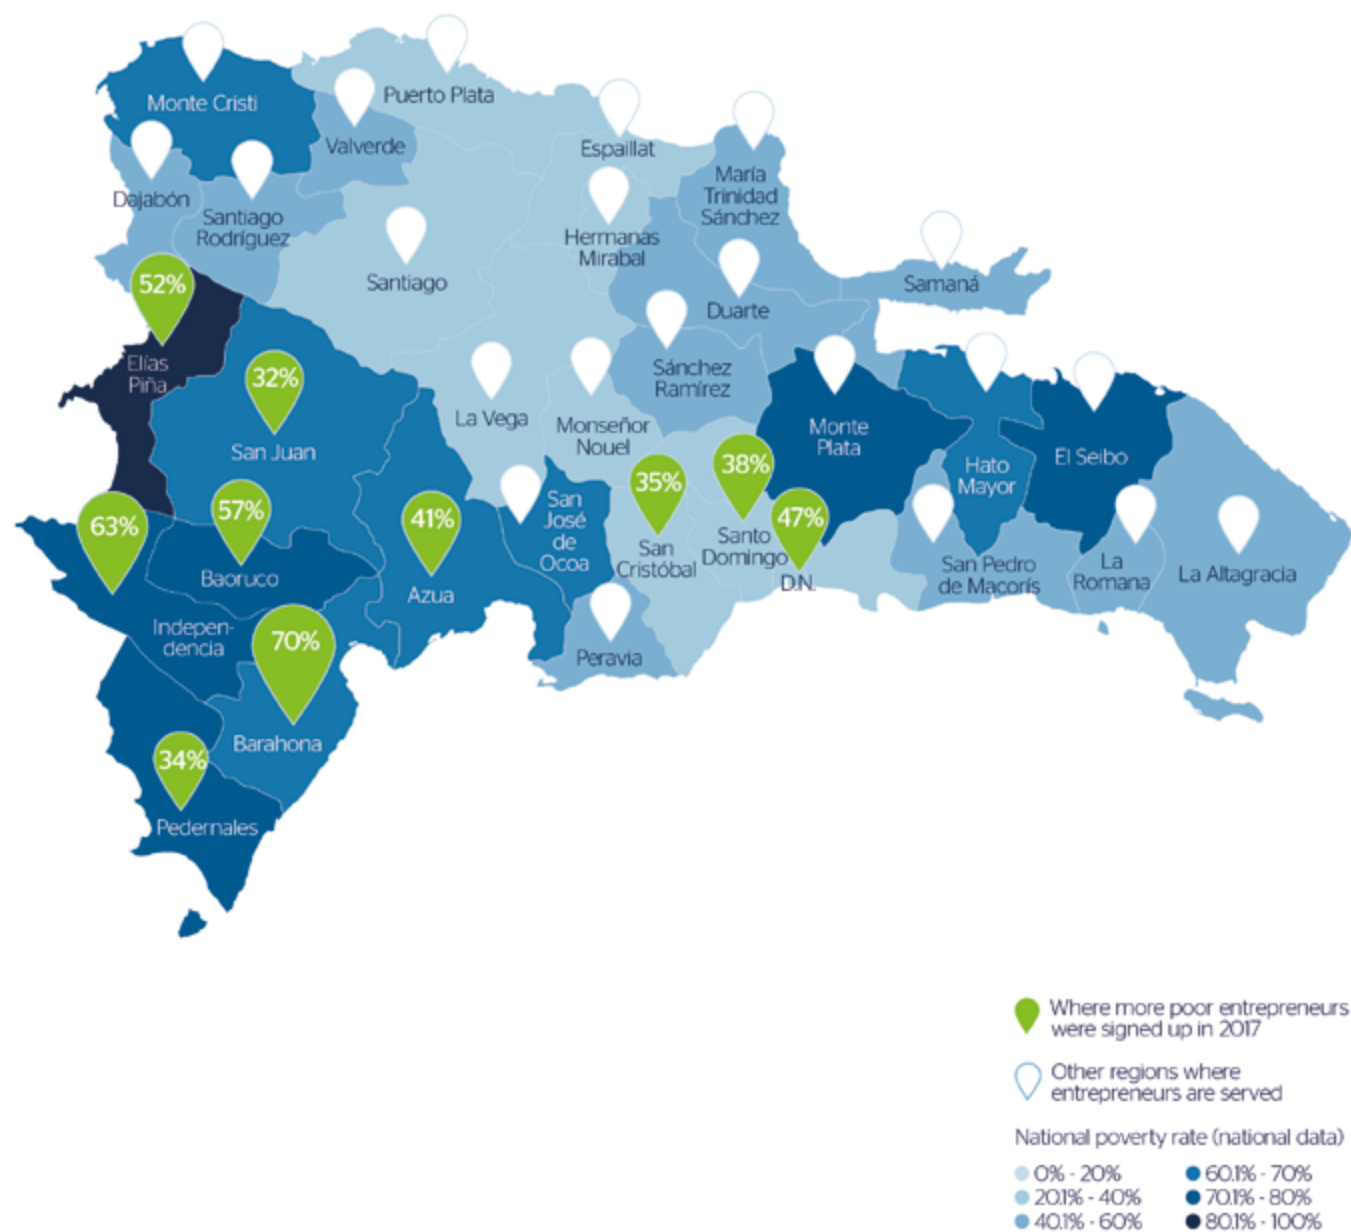 Monte Cristi
Puerto Plata
Valverde
Espaillat
María
Trinidad
Sánchez
Dajabón
Santiago
Rodríguez
Hermanas
Mirabal
Santiago
Samaná
52%
Duarte
Elías
Piña
32%
Sánchez
Ramírez
La Vega
Monseñor
Nouel
Monte
Plata
San Juan
El Seibo
Hato
Mayor
38%
35%
63%
57%
41%
47%
San
José
de
Ocoa
Santo
Domingo
San
Cristóbal
D.N.
San Pedro
de Macorís
La
Romana
La Altagracia
Baoruco
Azua
Indepen-
dencia
70%
Peravia
Barahona
34%
Pedernales
Where more poor entrepreneurs
were signed up in 2017
Other regions where
entrepreneurs are served
National poverty rate (national data)
0% - 20%
20.1% - 40%
40.1% - 60%
60.1% - 70%
70.1% - 80%
80.1% - 100%